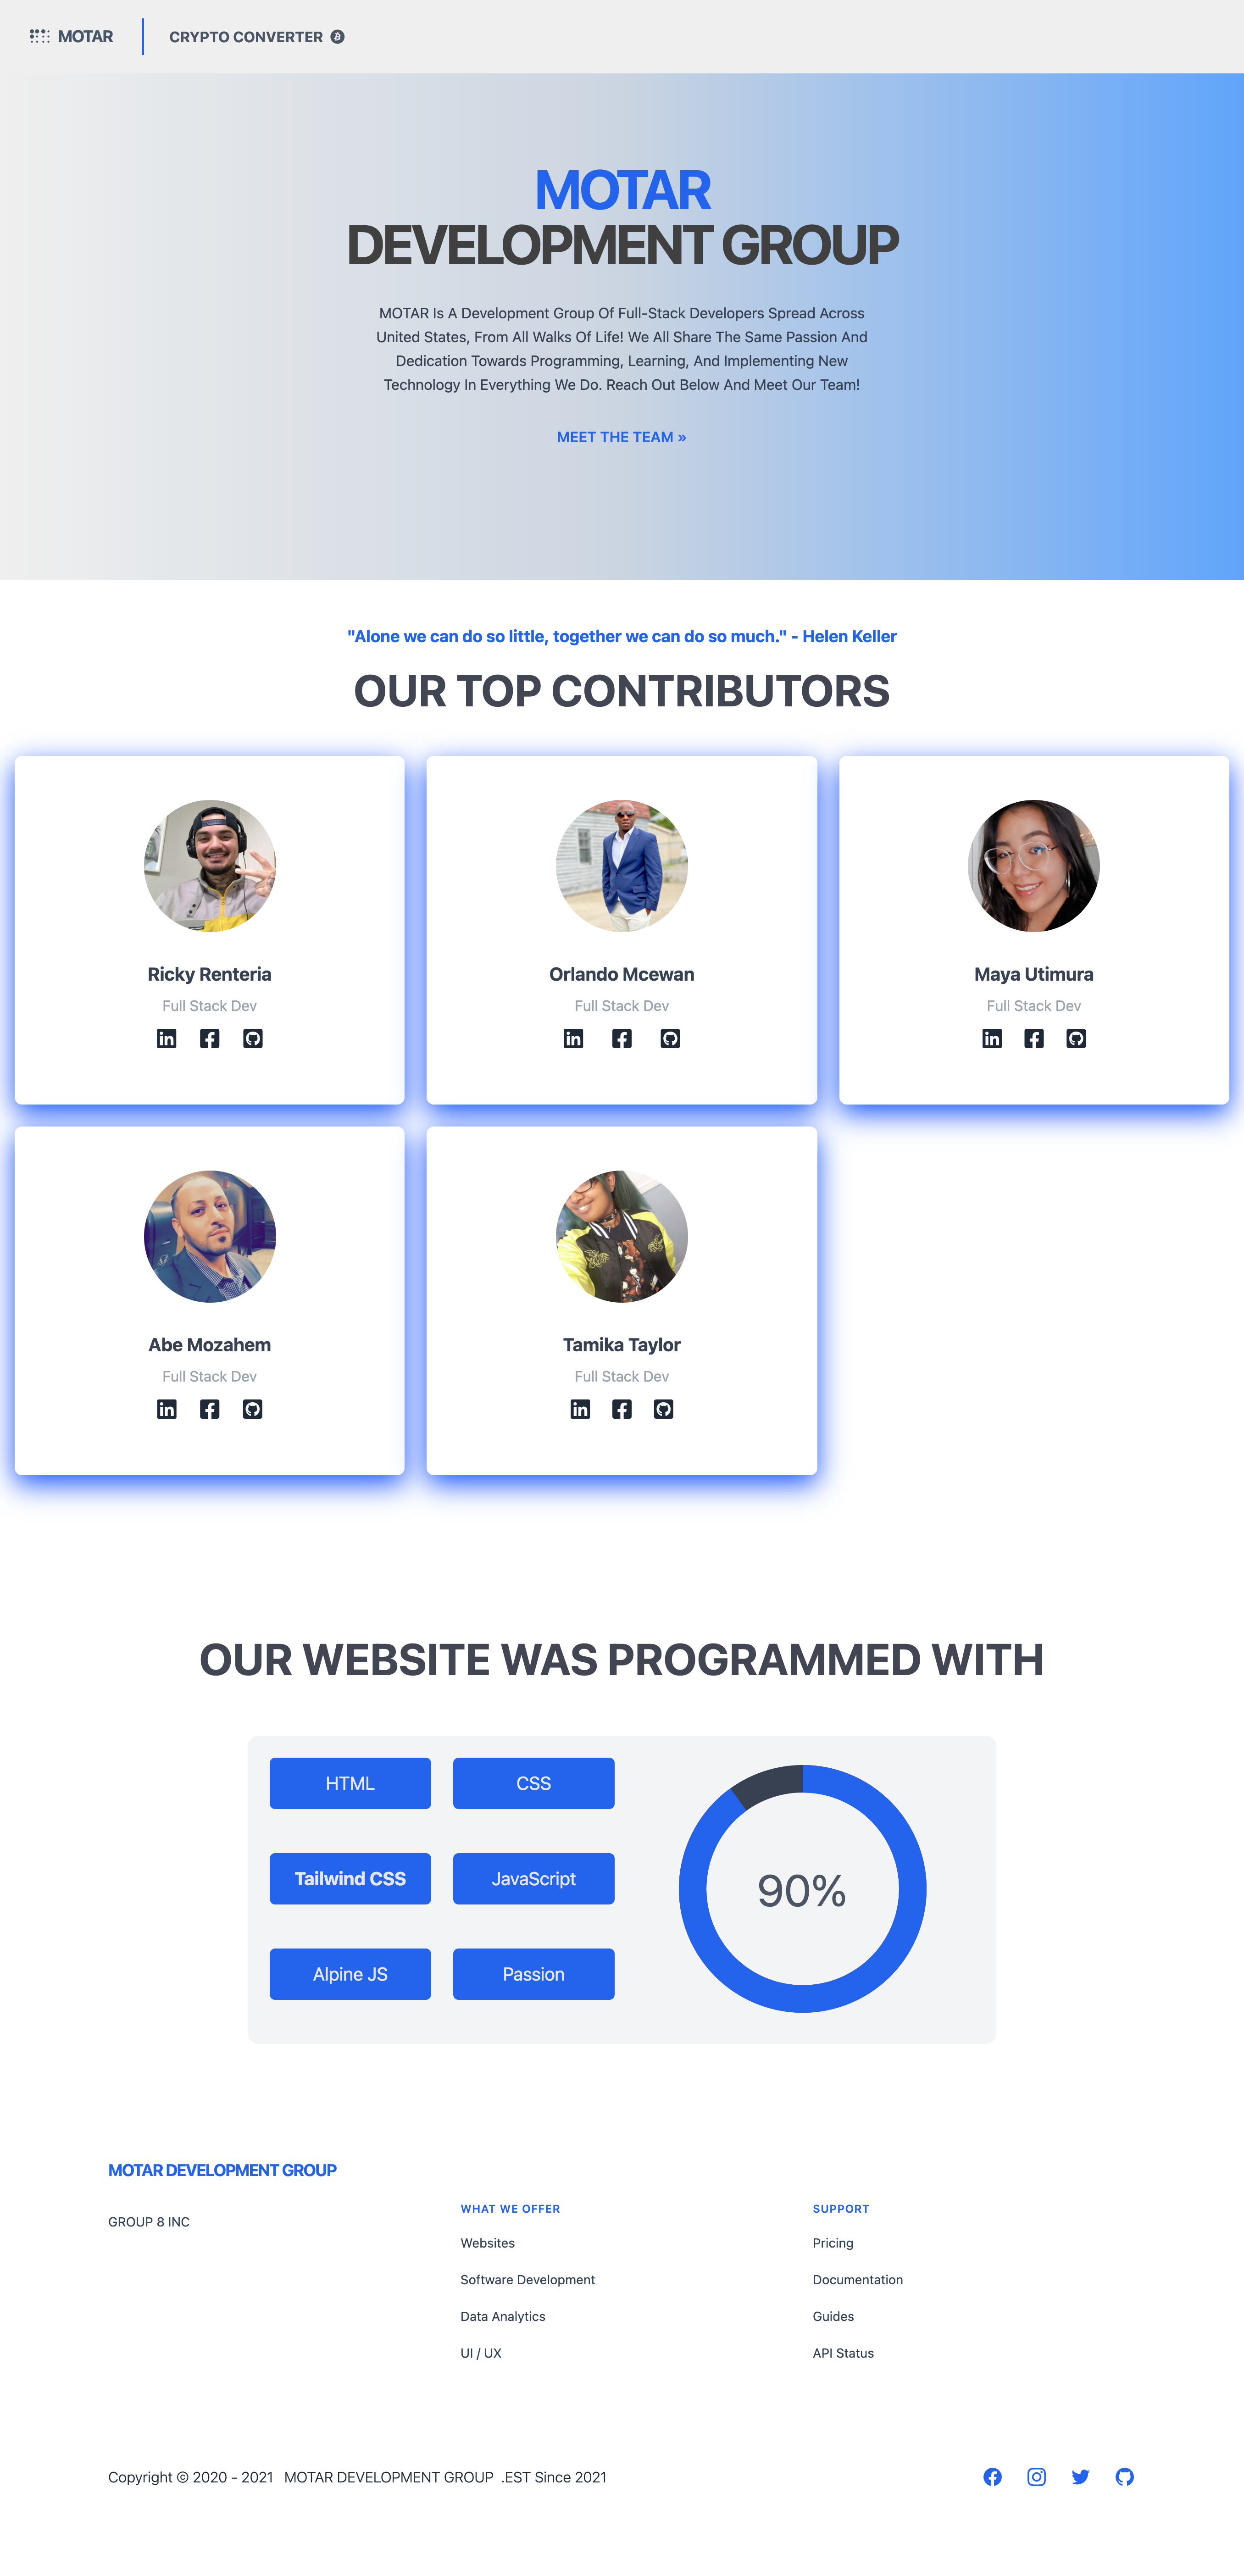 MOTAR
CRYPTO CONVERTER
MOTAR
DEVELOPMENT GROUP
MOTAR Is A Development Group Of Full-Stack Developers Spread Across
United States, From All Walks Of Life! We All Share The Same Passion And
Dedication Towards Programming, Learning, And Implementing New
Technology In Everything We Do. Reach Out Below And Meet Our Team!
MEET THE TEAM »
"Alone we can do so little, together we can do so much." - Helen Keller
OUR TOP CONTRIBUTORS
Ricky Renteria
Full Stack Dev
Orlando Mcewan
Full Stack Dev
Maya Utimura
Full Stack Dev
Abe Mozahem
Full Stack Dev
Tamika Taylor
Full Stack Dev
OUR WEBSITE WAS PROGRAMMED WITH
HTML
CSS
Tailwind CSS
JavaScript
Alpine JS
Passion
90%
MOTAR DEVELOPMENT GROUP
GROUP 8 INC
WHAT WE OFFER
Websites
Software Development
Data Analytics
UI / UX
SUPPORT
Pricing
Documentation
Guides
API Status
Copyright © 2020 - 2021 MOTAR DEVELOPMENT GROUP .EST Since 2021